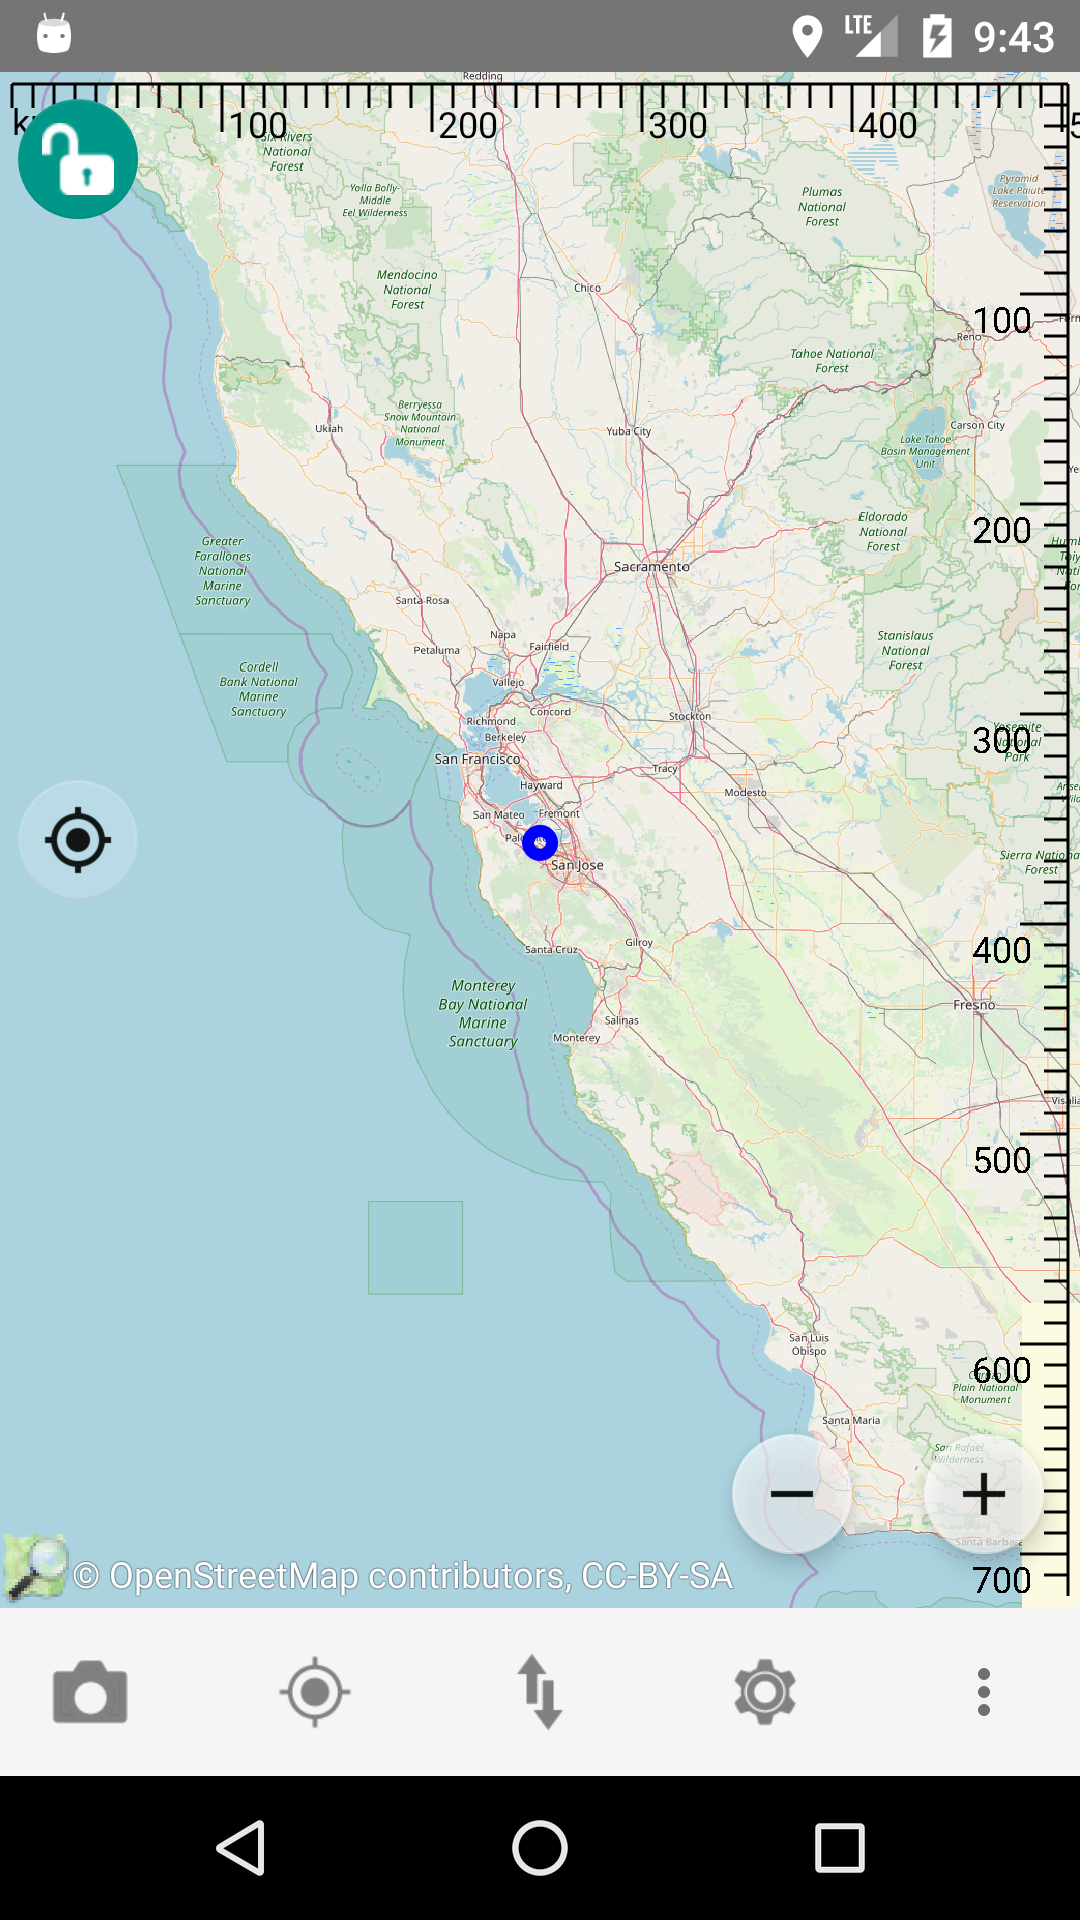 LTE 9:43
Redding
100 200 300 400
Six Rivers
National
Forest
Yolla Bolly-
Middle
Eel Wilderness
Plumas
National
Forest
Pyramid
Lake Paiute
Reservation
Mendocino
National
Forest
Chico
100
Reno
Tahoe National
Forest
Berryessa
Snow Mountain
National
Monument
Ukiah
Yuba City
Carson City
Lake Tahoe
Basin Management
Unit
Eldorado
National
Forest
200
Greater
Farallones
National
Marine
Sanctuary
Sacramento
Santa Rosa
Napa
Petaluma
Fairfield
Stanislaus
National
Forest
Cordell
Bank National
Marine
Sanctuary
Vallejo
Concord
Richmond
Stockton
Berkeley
Yosemite
National
Park
300
San Francisco
Tracy
Hayward
Modesto
San Mateo
Fremont
San Jose
Sierra Nationa
Forest
Gilroy
Santa Cruz
400
Monterey
Bay National
Marine
Sanctuary
Fresno
Salinas
Monterey
Visalia
500
San Luis
Obispo
600
Plain National
Monument
Santa Maria
San Rafael
Wilderness
Santa Barbara
700
© OpenStreetMap contributors, CC-BY-SA